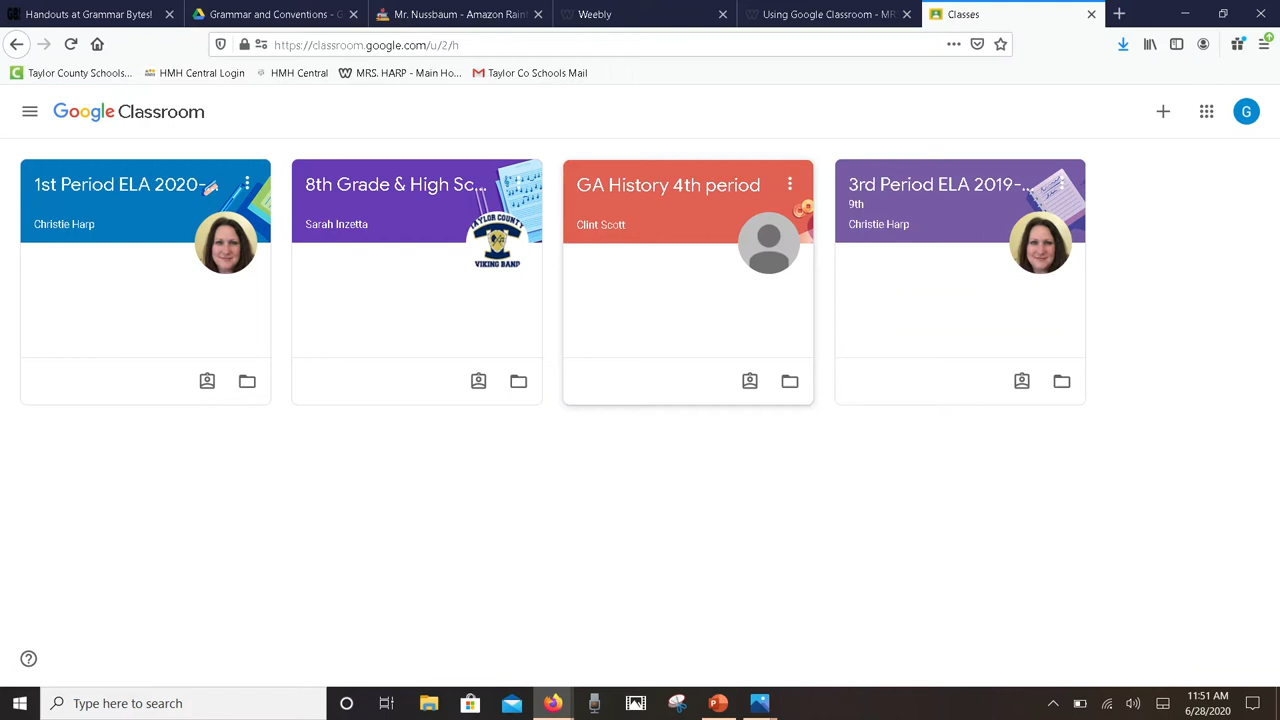 Handouts at Grammar Bytes!
Grammar and Conventions - G
Mr. Nussbaum - Amazon Rain
Weebly
Using Google Classroom - MR
Classes
https://classroom.google.com/u/2/h
Taylor County Schools...
HMH Central Login
HMH Central
MRS. HARP - Main Ho...
Taylor Co Schools Mail
Google Classroom
G
1st Period ELA 2020-
Christie Harp
8th Grade & High Sc...
Sarah Inzetta
TAYLOR COUNTY
VIKING BAND
GA History 4th period
Clint Scott
3rd Period ELA 2019-...
9th
Christie Harp
Type here to search
11:51 AM
6/28/2020